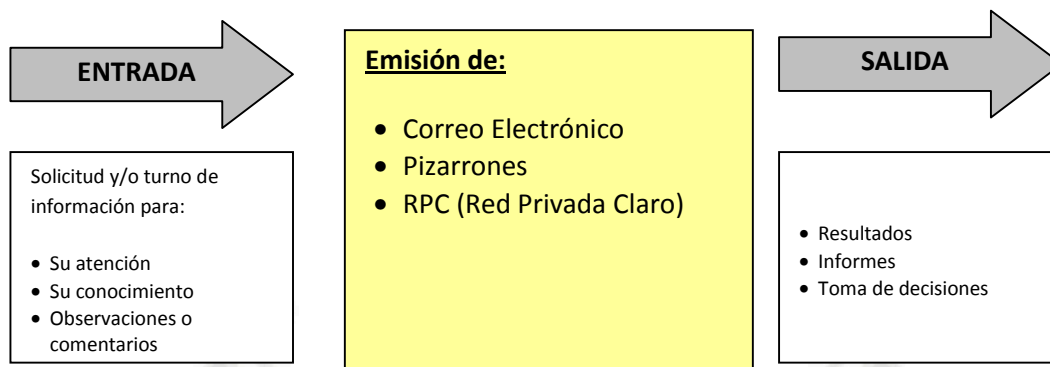 ENTRADA
Solicitud y/o turno de
información para:
• Su atención
• Su conocimiento
• Observaciones o
comentarios
Emisión de:
• Correo Electrónico
• Pizarrones
• RPC (Red Privada Claro)
SALIDA
• Resultados
• Informes
• Toma de decisiones